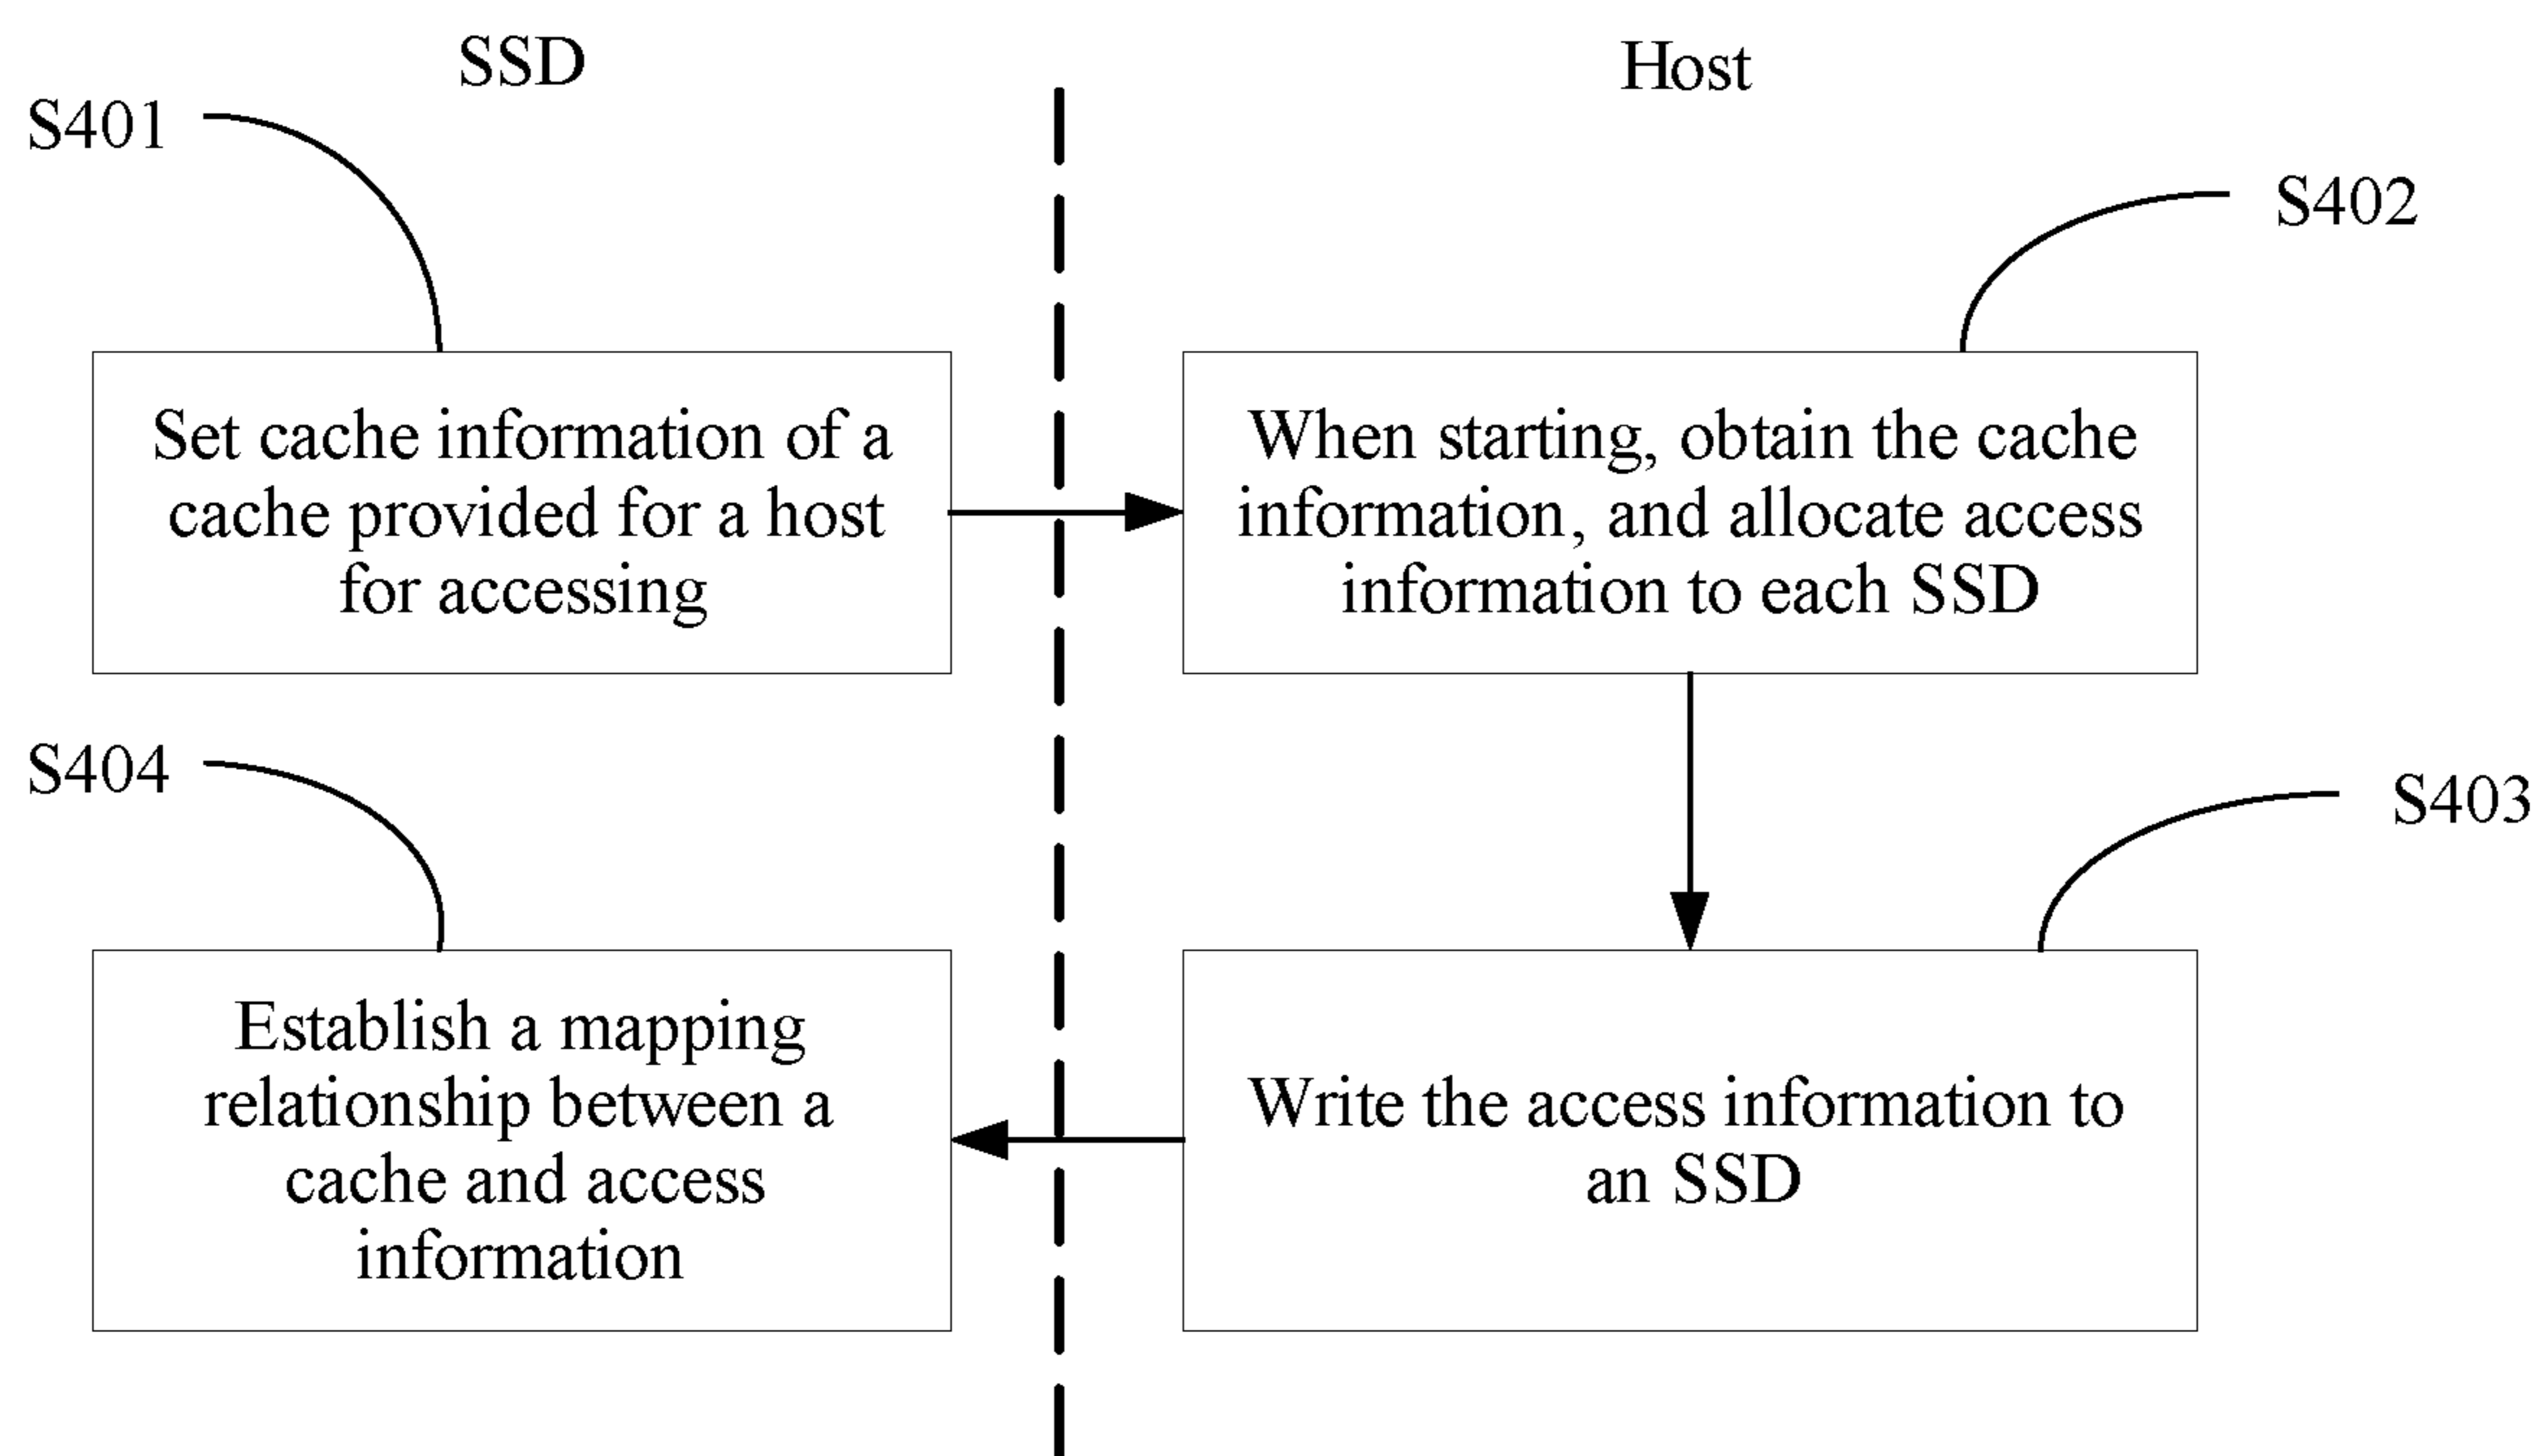 SSD
Host
S401
S402
Set cache information of a
cache provided for a host
for accessing
When starting, obtain the cache
information, and allocate access
information to each SSD
S404
S403
Establish a mapping
relationship between a
cache and access
information
Write the access information to
an SSD